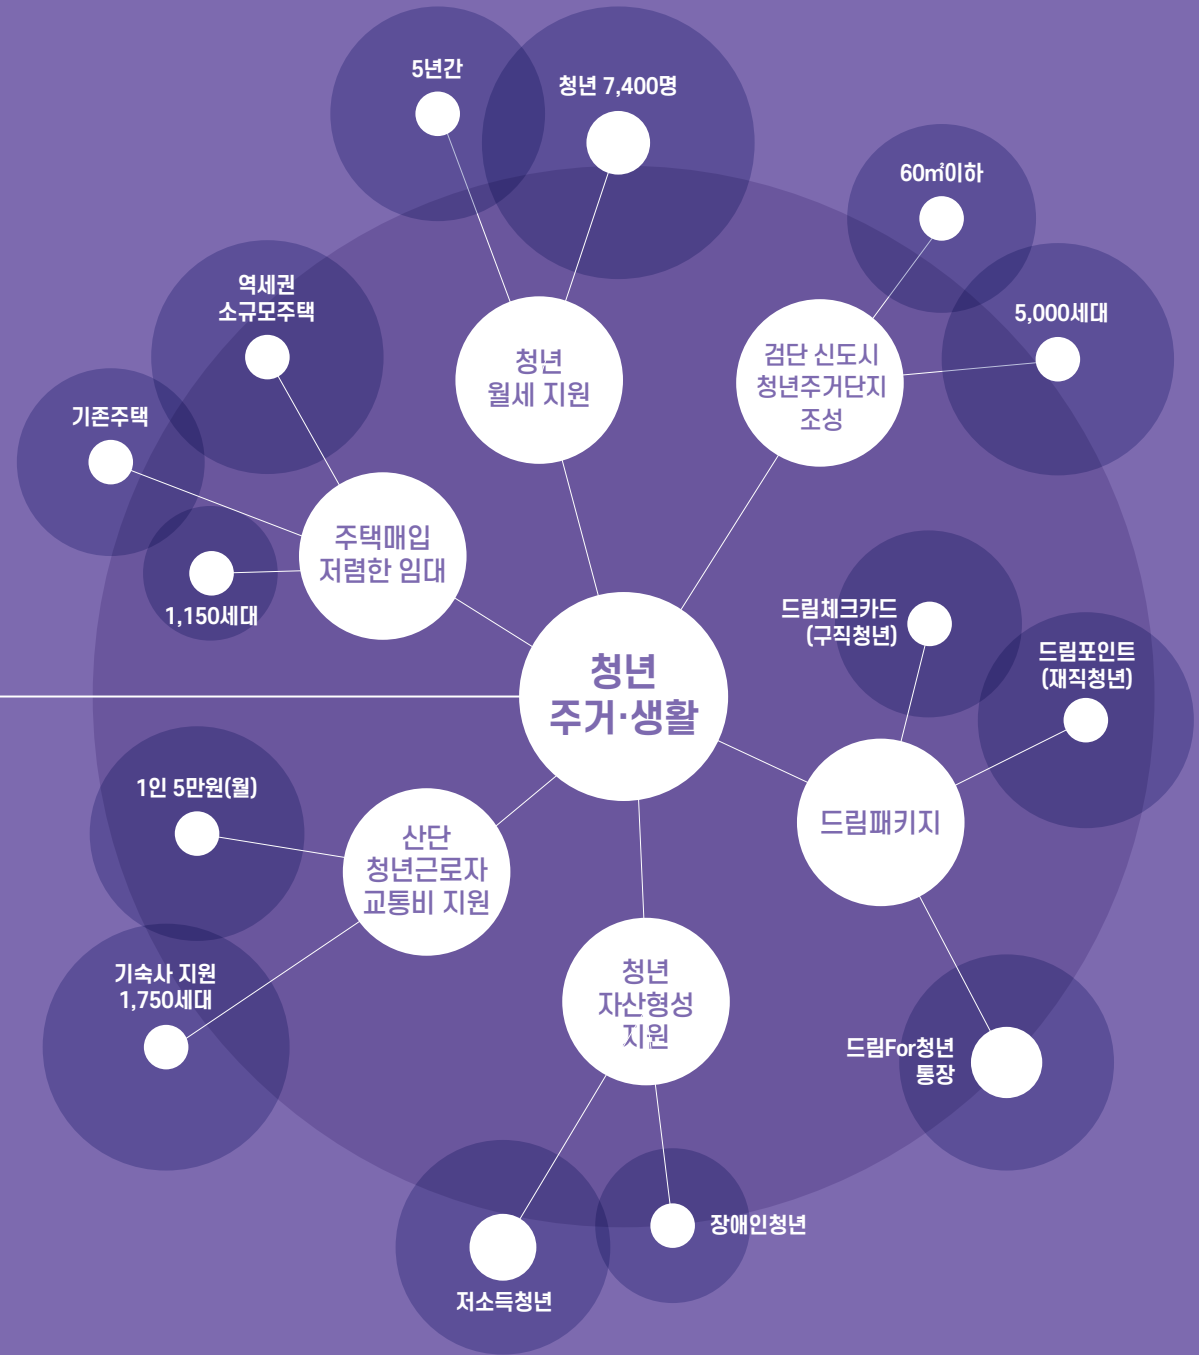 5년간
청년 7,400명
60㎡이하
역세권
소규모주택
5,000세대
청년
월세 지원
검단 신도시
청년주거단지
조성
기존주택
주택매입
저렴한 임대
1,150세대
드림체크카드
(구직청년)
드림포인트
(재직청년)
청년
주거·생활
1인 5만원(월)
산단
청년근로자
교통비 지원
드림패키지
기숙사 지원
1,750세대
청년
자산형성
지원
드림For청년
통장
장애인청년
저소득청년